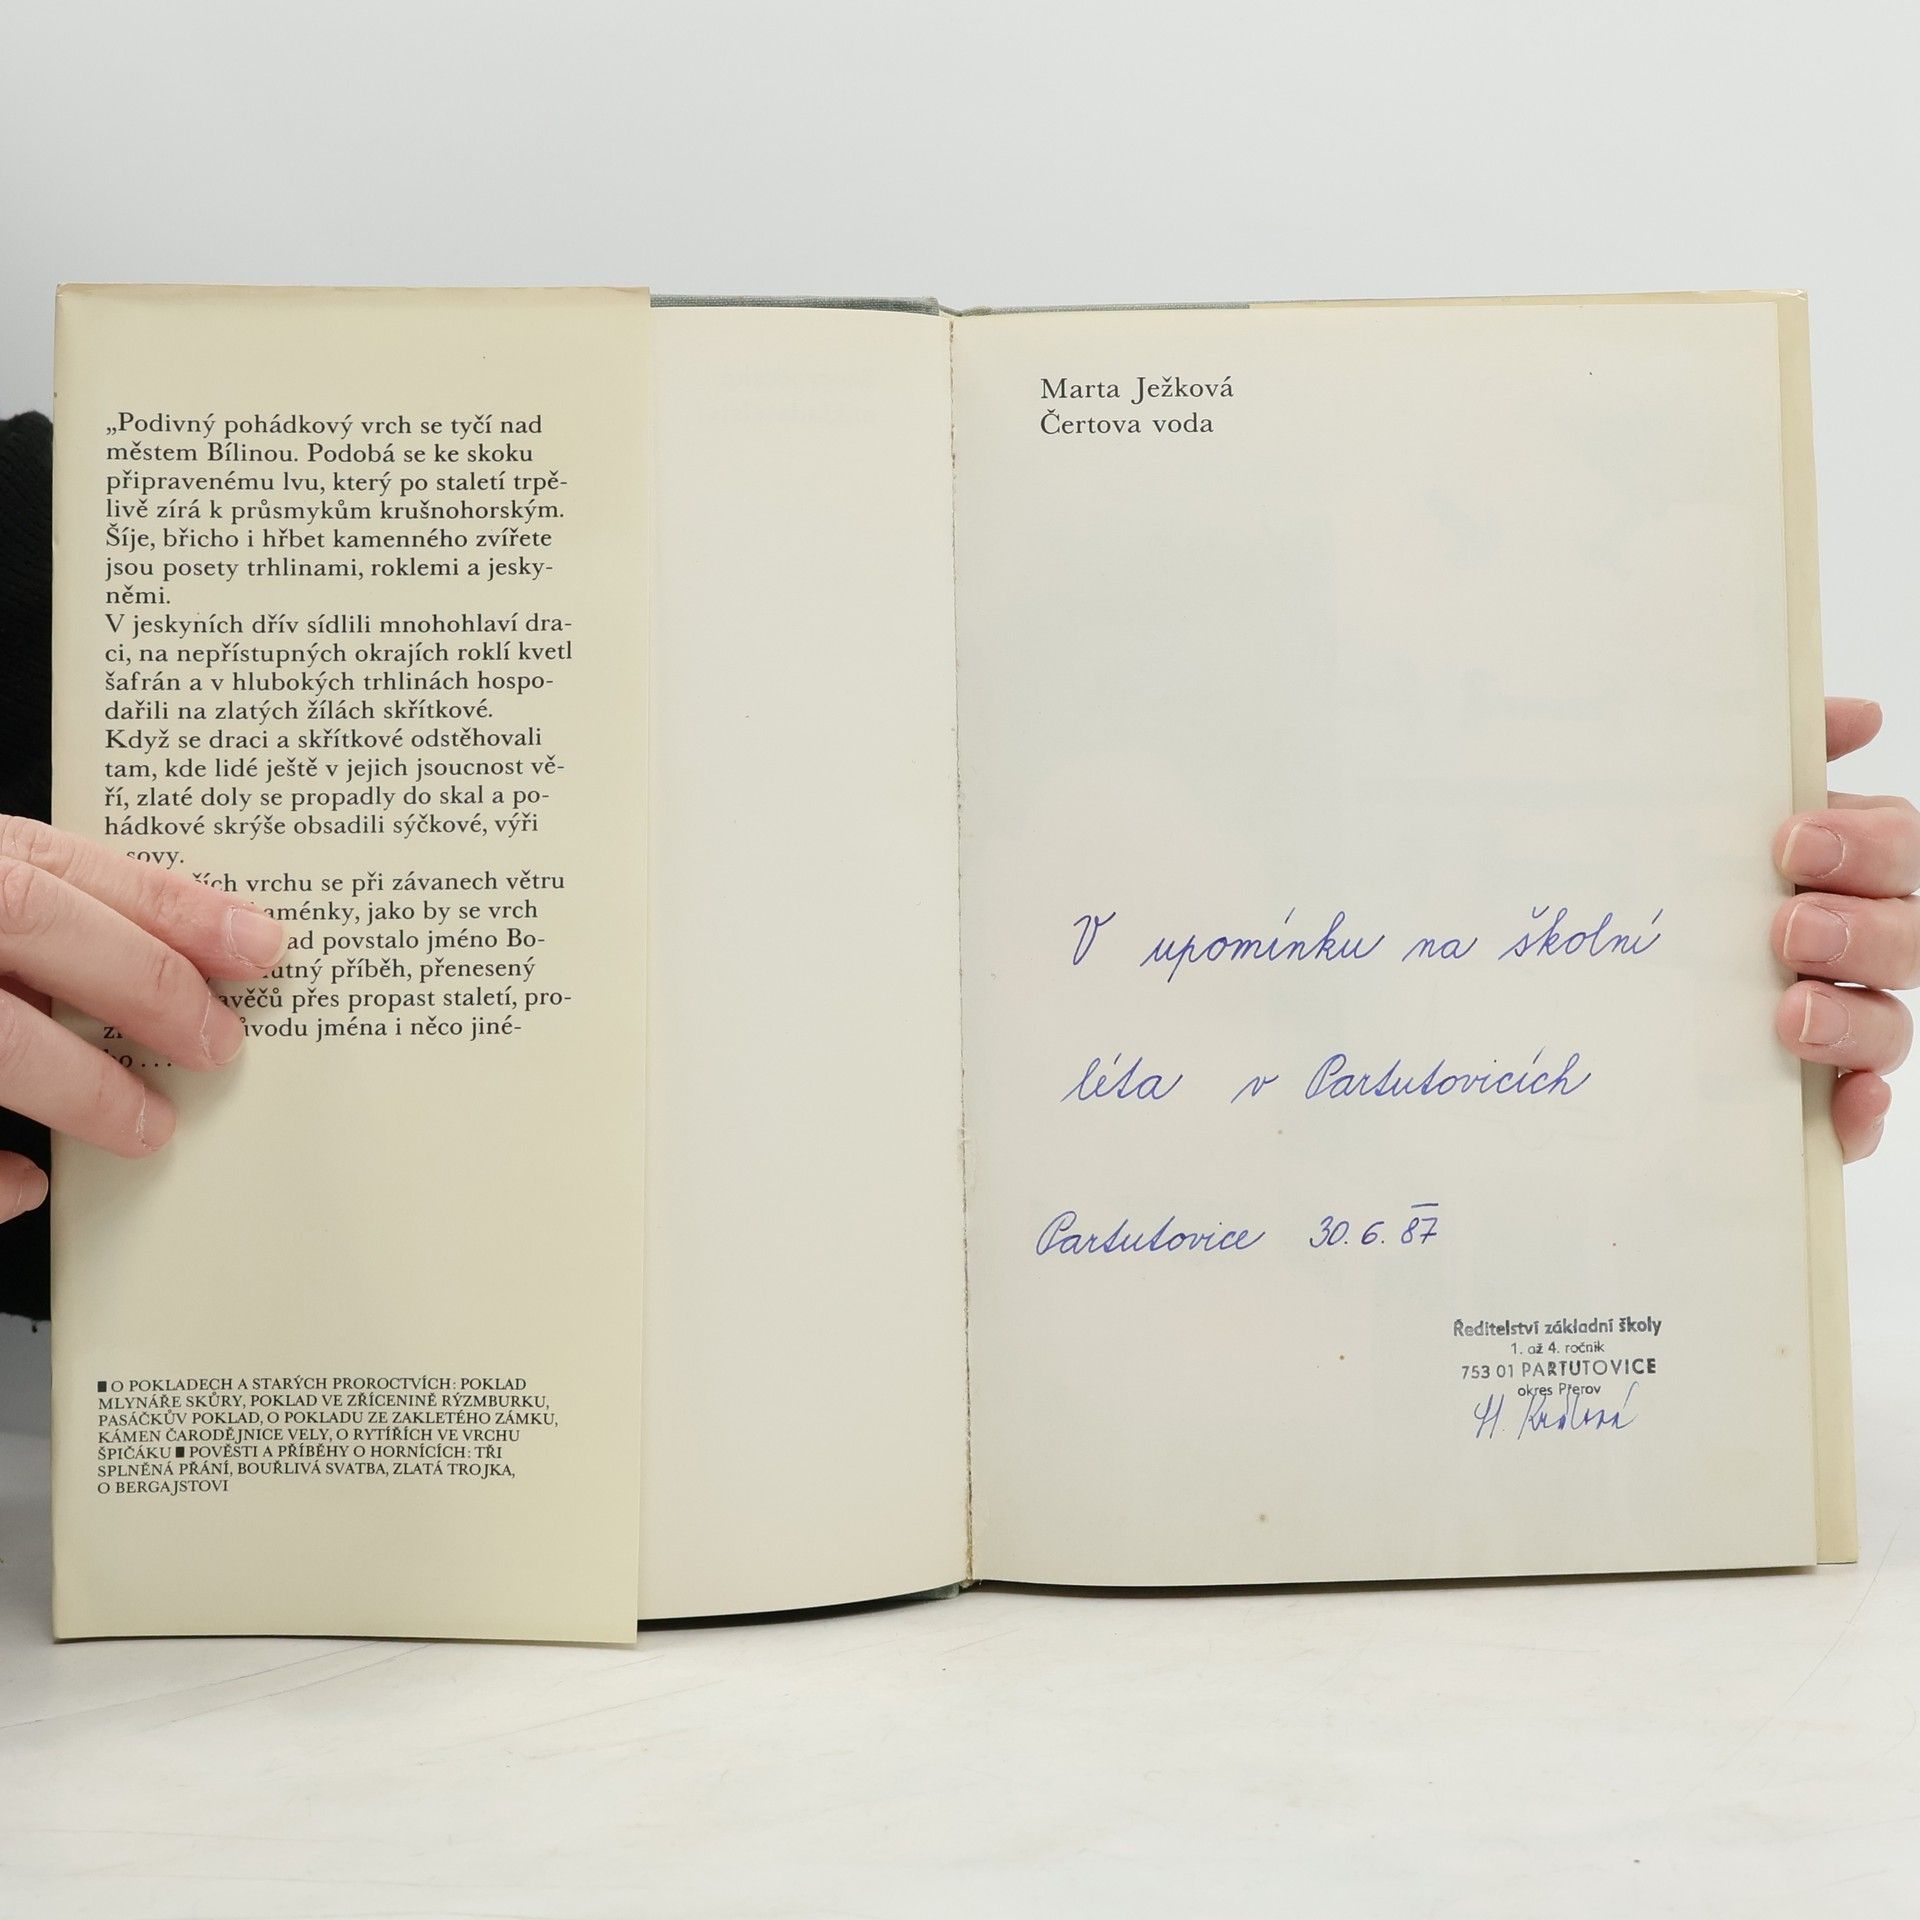 „Podivný pohádkový vrch se tyčí nad
městem Bílinou. Podobá se ke skoku
připravenému lvu, který po staletí trpě-
livě zírá k průsmykům krušnohorským.
Šíje, břicho i hřbet kamenného zvířete
jsou posety trhlinami, roklemi a jesky-
němi.
V jeskyních dřív sídlili mnohohlaví dra-
ci, na nepřístupných okrajích roklí kvetl
šafrán a v hlubokých trhlinách hospo-
dařili na zlatých žílách skřítkové.
Když se draci a skřítkové odstěhovali
tam, kde lidé ještě v jejich jsoucnost vě-
ří, zlaté doly se propadly do skal a po-
hádkové skrýše obsadili sýčkové, výři
sovy.
vrchu se při závanech větru
kaménky, jako by se vrch
povstalo jméno Bo-
příběh, přenesený
přes propast staletí, pro-
jména i něco jiné-
ho...
■ O POKLADECH A STARÝCH PROROCTVÍCH: POKLAD
MLYNÁŘE SKŮRY, POKLAD VE ZŘÍCENINĚ RÝZMBURKU,
PASÁČKŮV POKLAD, O POKLADU ZE ZAKLETÉHO ZÁMKU,
KÁMEN ČARODĚJNICE VELY, O RYTÍŘÍCH VE VRCHU
ŠPIČÁKU ■ POVĚSTI A PŘÍBĚHY O HORNÍCÍCH: TŘI
SPLNĚNÁ PŘÁNÍ, BOUŘLIVÁ SVATBA, ZLATÁ TROJKA,
O BERGAJSTOVI
Marta Ježková
Čertova voda
V upomínku na školní
léta v Partutovicích
Partutovice 30. 6. 87
Ředitelství základní školy
1. až 4. ročník
753 01 PARTUTOVICE
okres Přerov
H. Králová